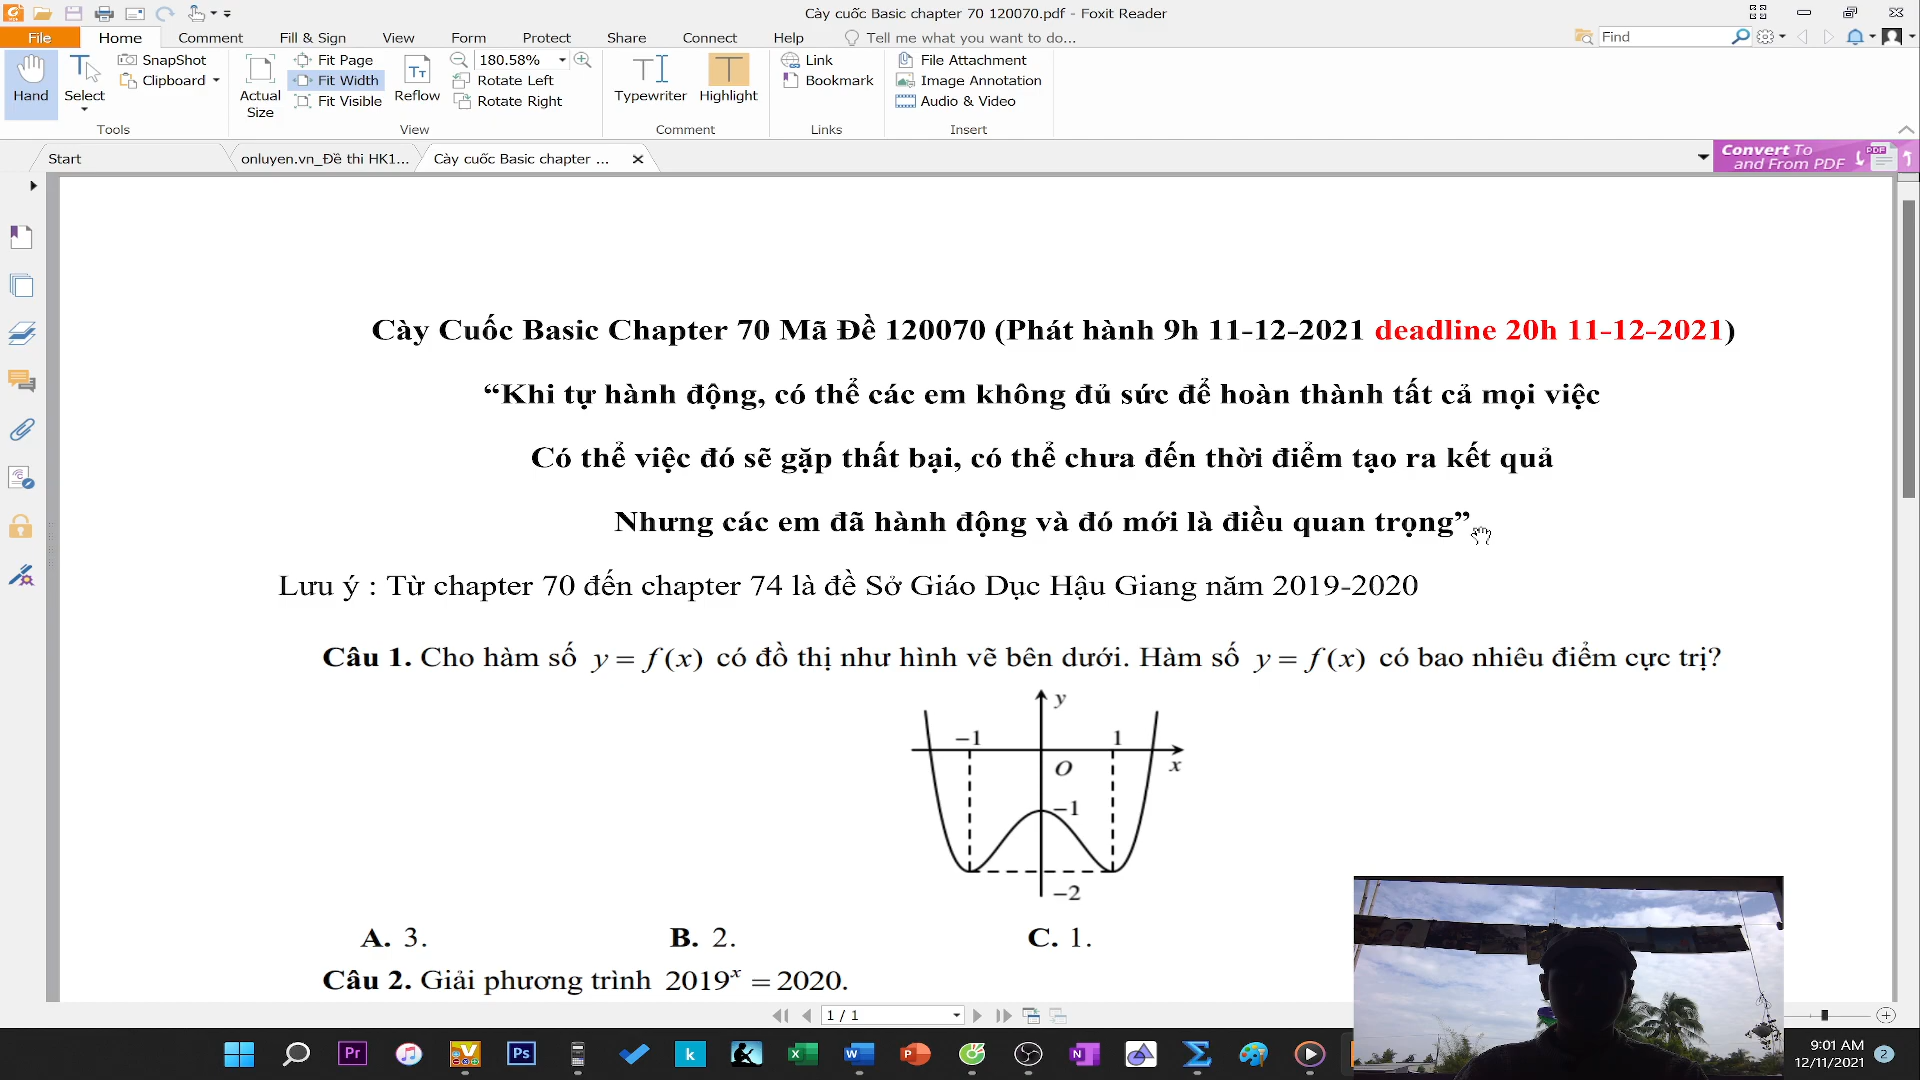 Cày cuốc Basic chapter 70 120070.pdf - Foxit Reader
File Home Comment Fill & Sign View Form Protect Share Connect Help Tell me what you want to do... Find
Hand Select SnapShot Clipboard Actual Size Fit Page Fit Width Fit Visible Reflow 180.58% Rotate Left Rotate Right Typewriter Highlight Link Bookmark File Attachment Image Annotation Audio & Video
Tools View Comment Links Insert
Start onluyen.vn_Đề thi HK1... Cày cuốc Basic chapter ... Convert To and From PDF
Cày Cuốc Basic Chapter 70 Mã Đề 120070 (Phát hành 9h 11-12-2021 deadline 20h 11-12-2021)
“Khi tự hành động, có thể các em không đủ sức để hoàn thành tất cả mọi việc
Có thể việc đó sẽ gặp thất bại, có thể chưa đến thời điểm tạo ra kết quả
Nhưng các em đã hành động và đó mới là điều quan trọng”
Lưu ý : Từ chapter 70 đến chapter 74 là đề Sở Giáo Dục Hậu Giang năm 2019-2020
Câu 1. Cho hàm số y = f(x) có đồ thị như hình vẽ bên dưới. Hàm số y = f(x) có bao nhiêu điểm cực trị?
y
−1 1
O x
−1
−2
A. 3. B. 2. C. 1.
Câu 2. Giải phương trình 2019ˣ = 2020.
1 / 1
9:01 AM
12/11/2021 2